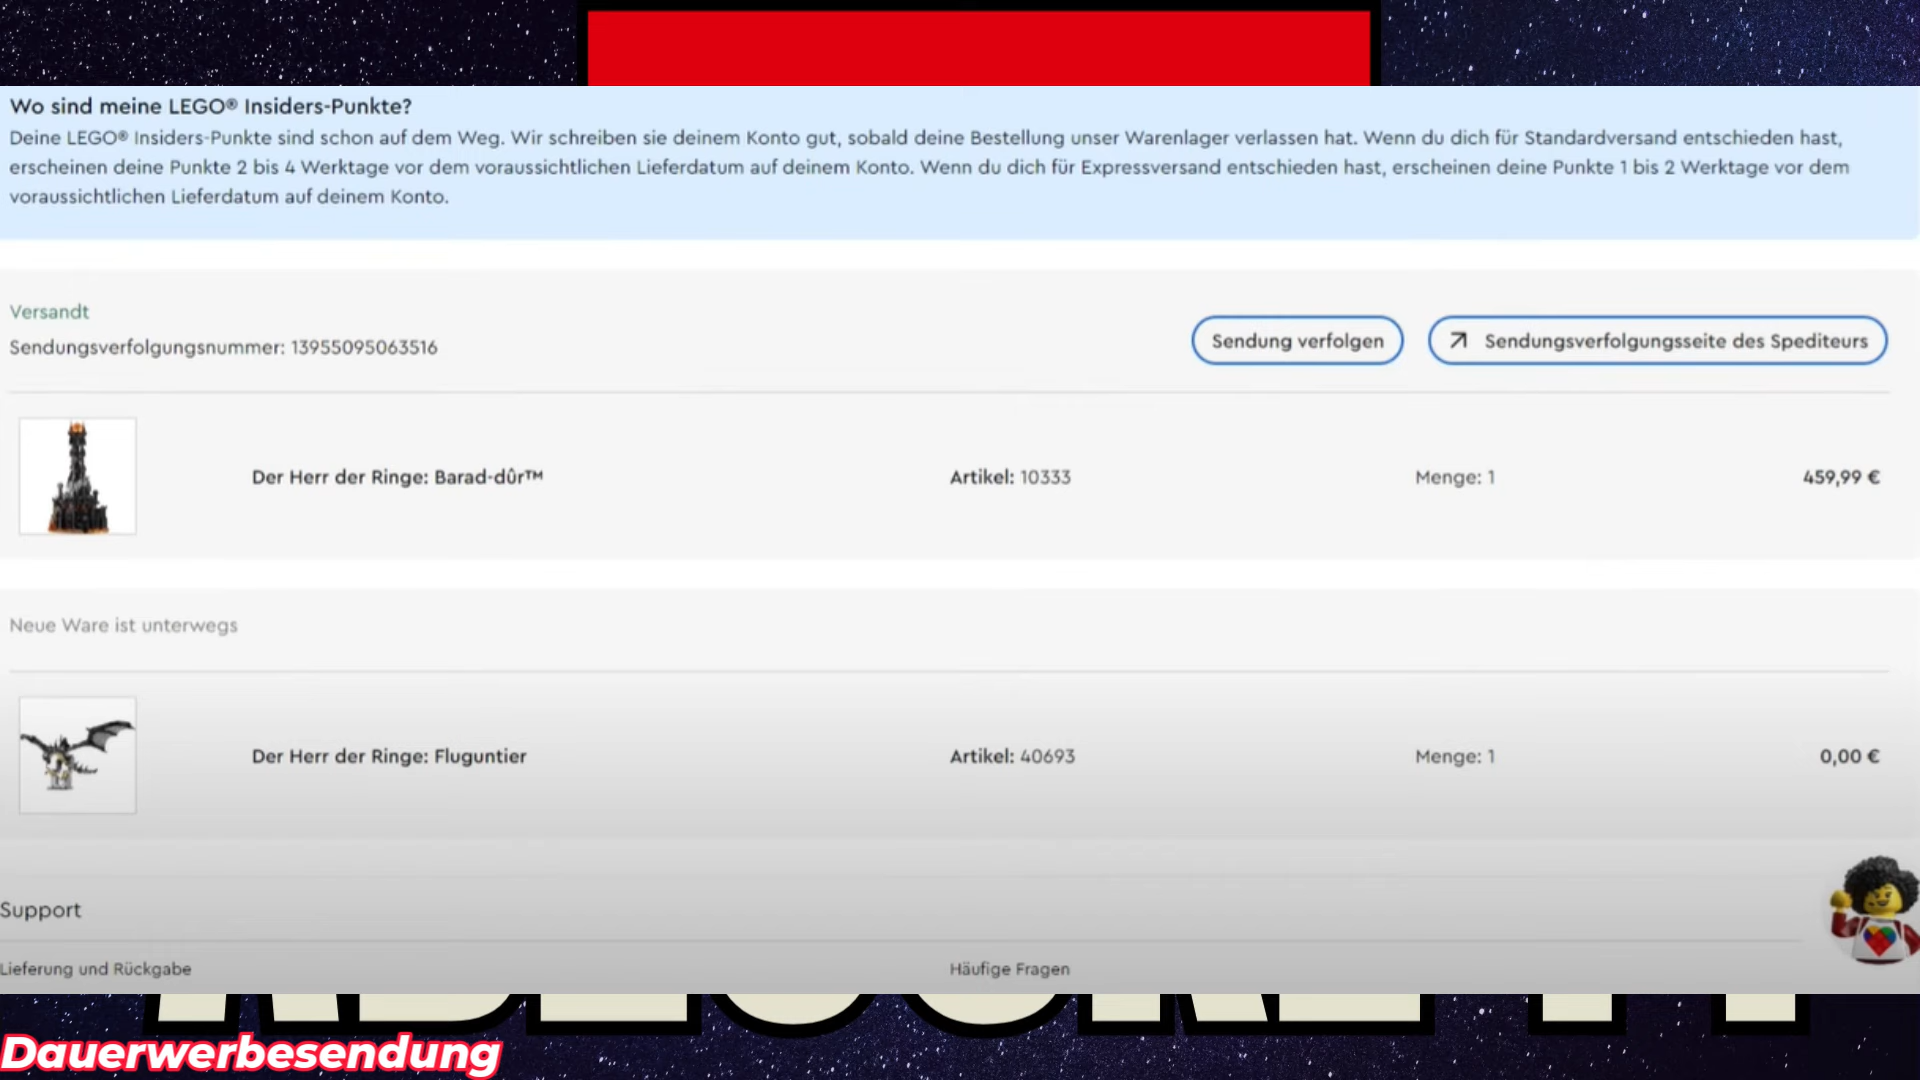 Wo sind meine LEGO® Insiders-Punkte?
Deine LEGO® Insiders-Punkte sind schon auf dem Weg. Wir schreiben sie deinem Konto gut, sobald deine Bestellung unser Warenlager verlassen hat. Wenn du dich für Standardversand entschieden hast,
erscheinen deine Punkte 2 bis 4 Werktage vor dem voraussichtlichen Lieferdatum auf deinem Konto. Wenn du dich für Expressversand entschieden hast, erscheinen deine Punkte 1 bis 2 Werktage vor dem
voraussichtlichen Lieferdatum auf deinem Konto.
Versandt
Sendungsverfolgungsnummer: 13955095063516
Sendung verfolgen
Sendungsverfolgungsseite des Spediteurs
Der Herr der Ringe: Barad-dûr™ Artikel: 10333 Menge: 1 459,99 €
Neue Ware ist unterwegs
Der Herr der Ringe: Fluguntier Artikel: 40693 Menge: 1 0,00 €
Support
Lieferung und Rückgabe Häufige Fragen
Dauerwerbesendung